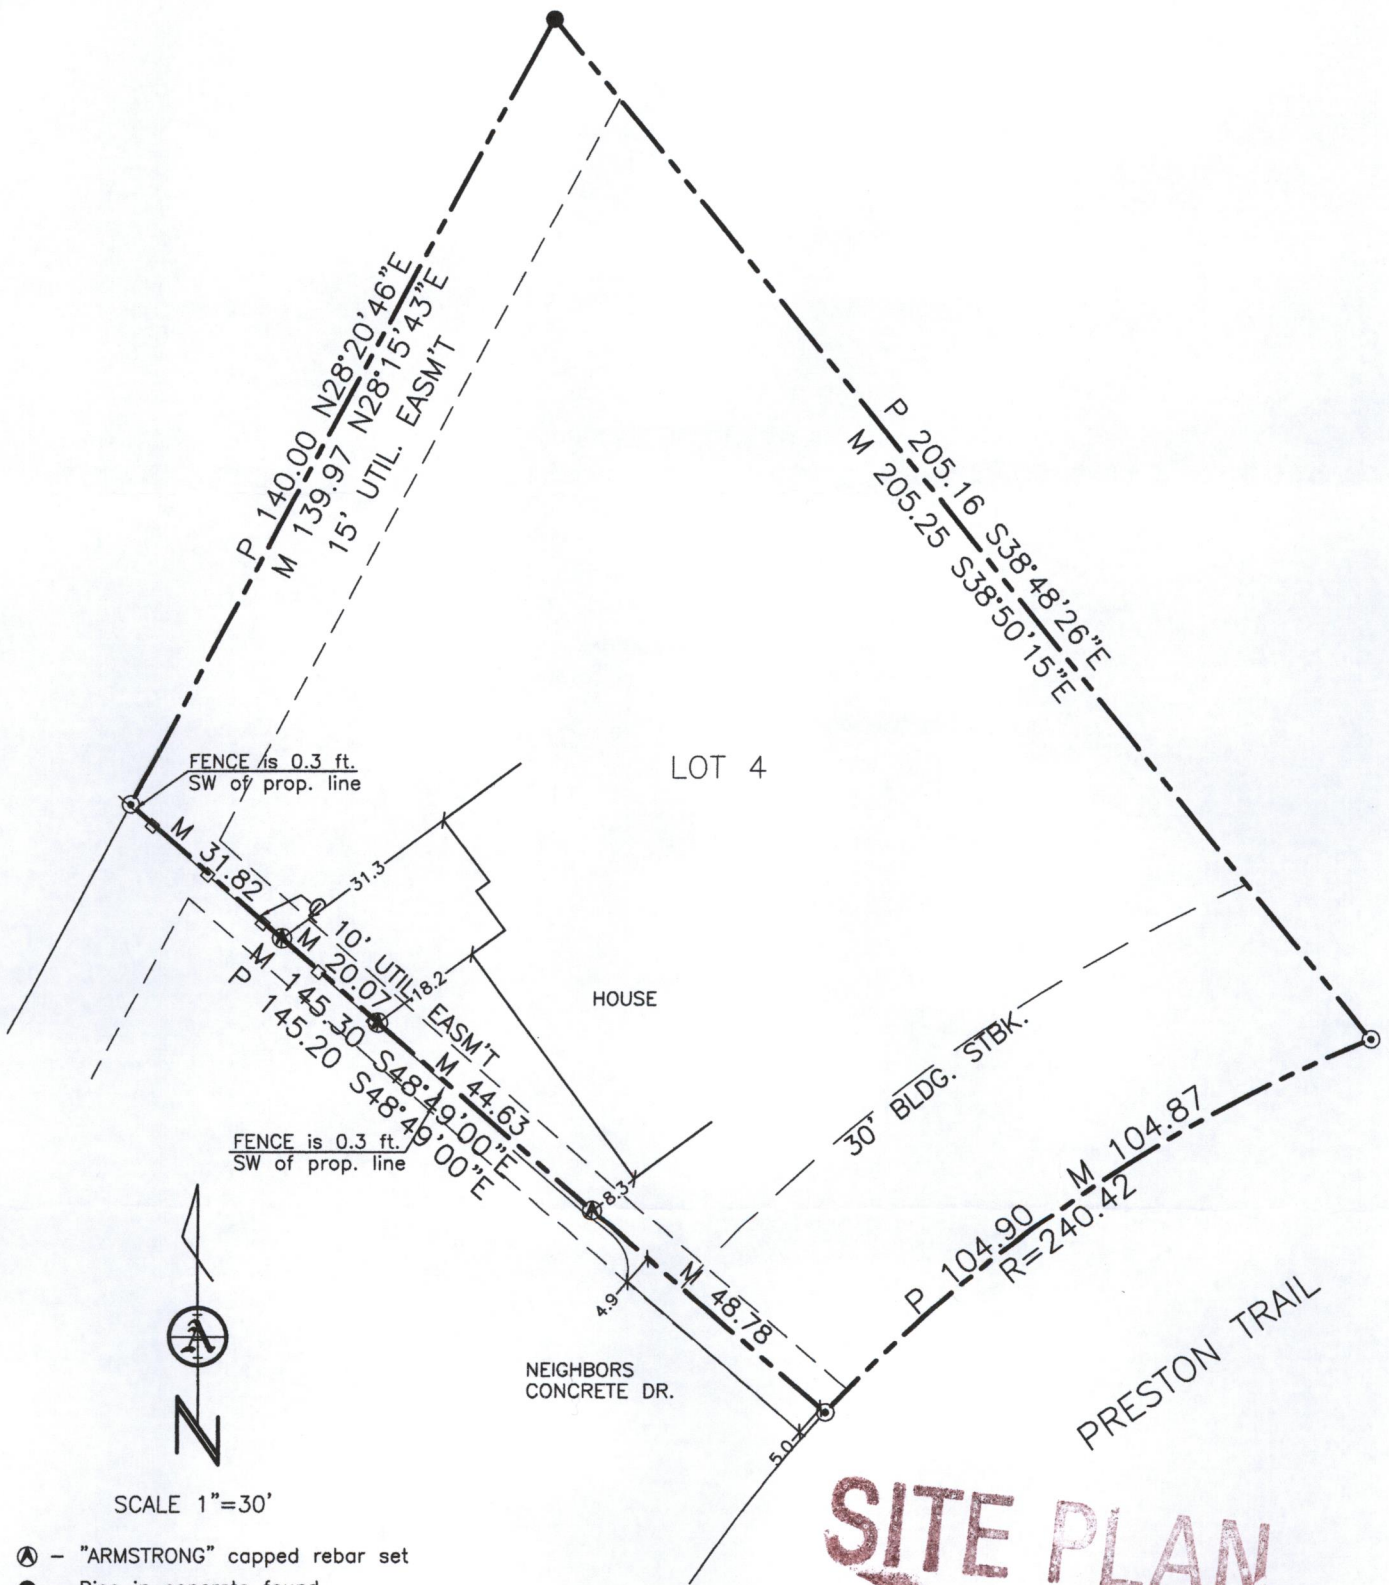 P 140.00 N28°20'46"E
M 139.97 N28°15'43"E
15' UTIL. EASM'T
P 205.16 S38°48'26"E
M 205.25 S38°50'15"E
LOT 4
FENCE is 0.3 ft.
SW of prop. line
M 31.82
31.3
10' UTIL. EASM'T
M 20.07
18.2
M 145.30 S48°49'00"E
P 145.20 S48°49'00"E
HOUSE
M 44.63
30' BLDG. STBK.
FENCE is 0.3 ft.
SW of prop. line
8.3
M 104.87
P 104.90
R=240.42
M 48.78
4.9
NEIGHBORS
CONCRETE DR.
5.0
PRESTON TRAIL
A
N
SCALE 1"=30'
SITE PLAN
A - "ARMSTRONG" capped rebar set